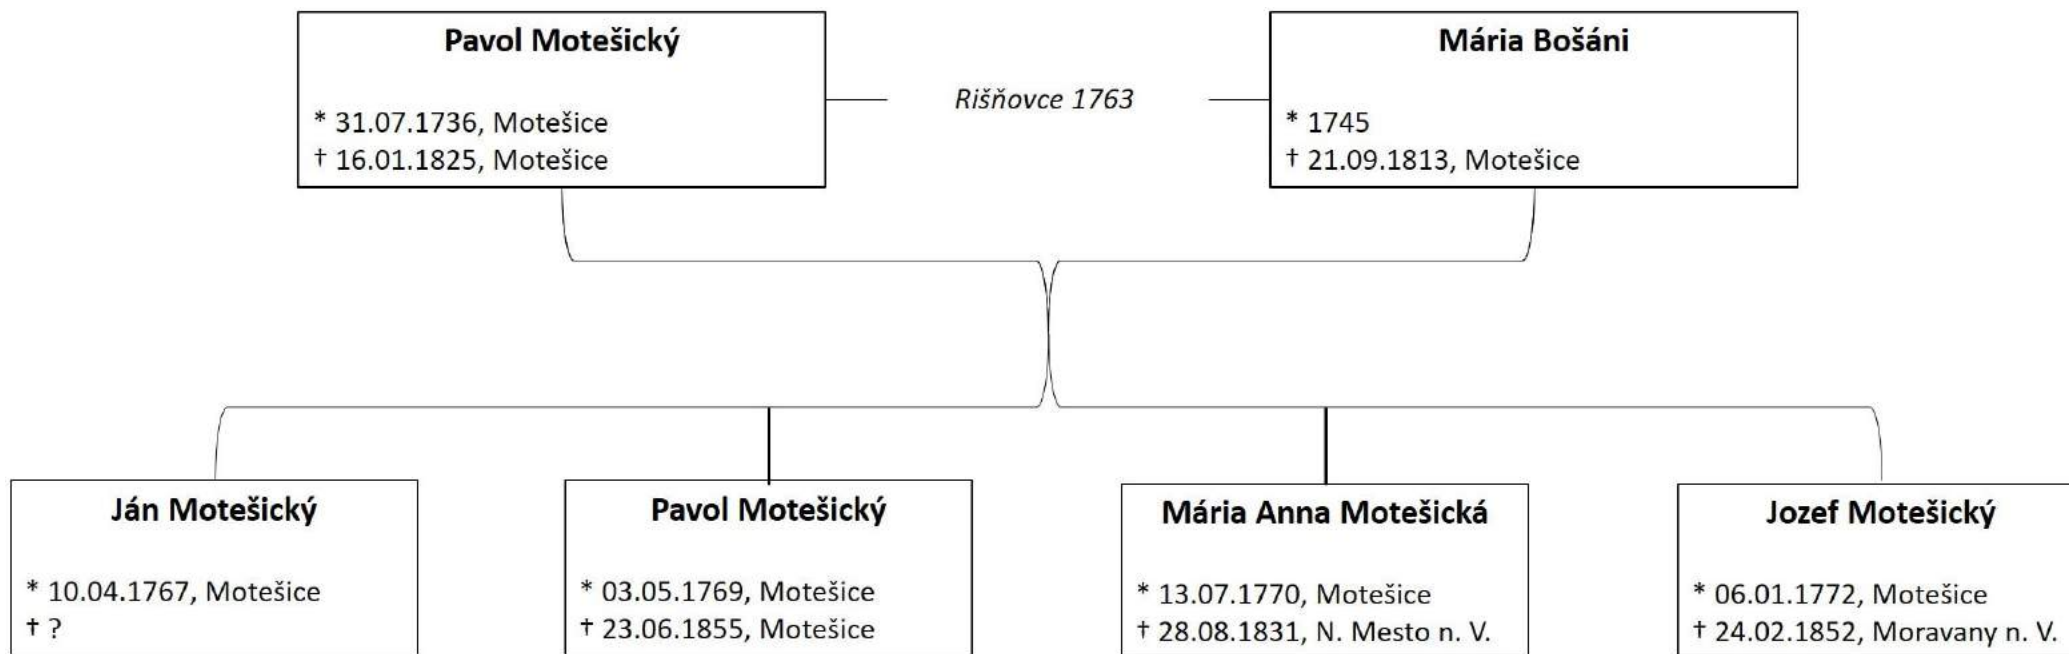 Pavol Motešický
* 31.07.1736, Motešice
† 16.01.1825, Motešice
Rišňovce 1763
Mária Bošáni
* 1745
† 21.09.1813, Motešice
Ján Motešický
* 10.04.1767, Motešice
† ?
Pavol Motešický
* 03.05.1769, Motešice
† 23.06.1855, Motešice
Mária Anna Motešická
* 13.07.1770, Motešice
† 28.08.1831, N. Mesto n. V.
Jozef Motešický
* 06.01.1772, Motešice
† 24.02.1852, Moravany n. V.